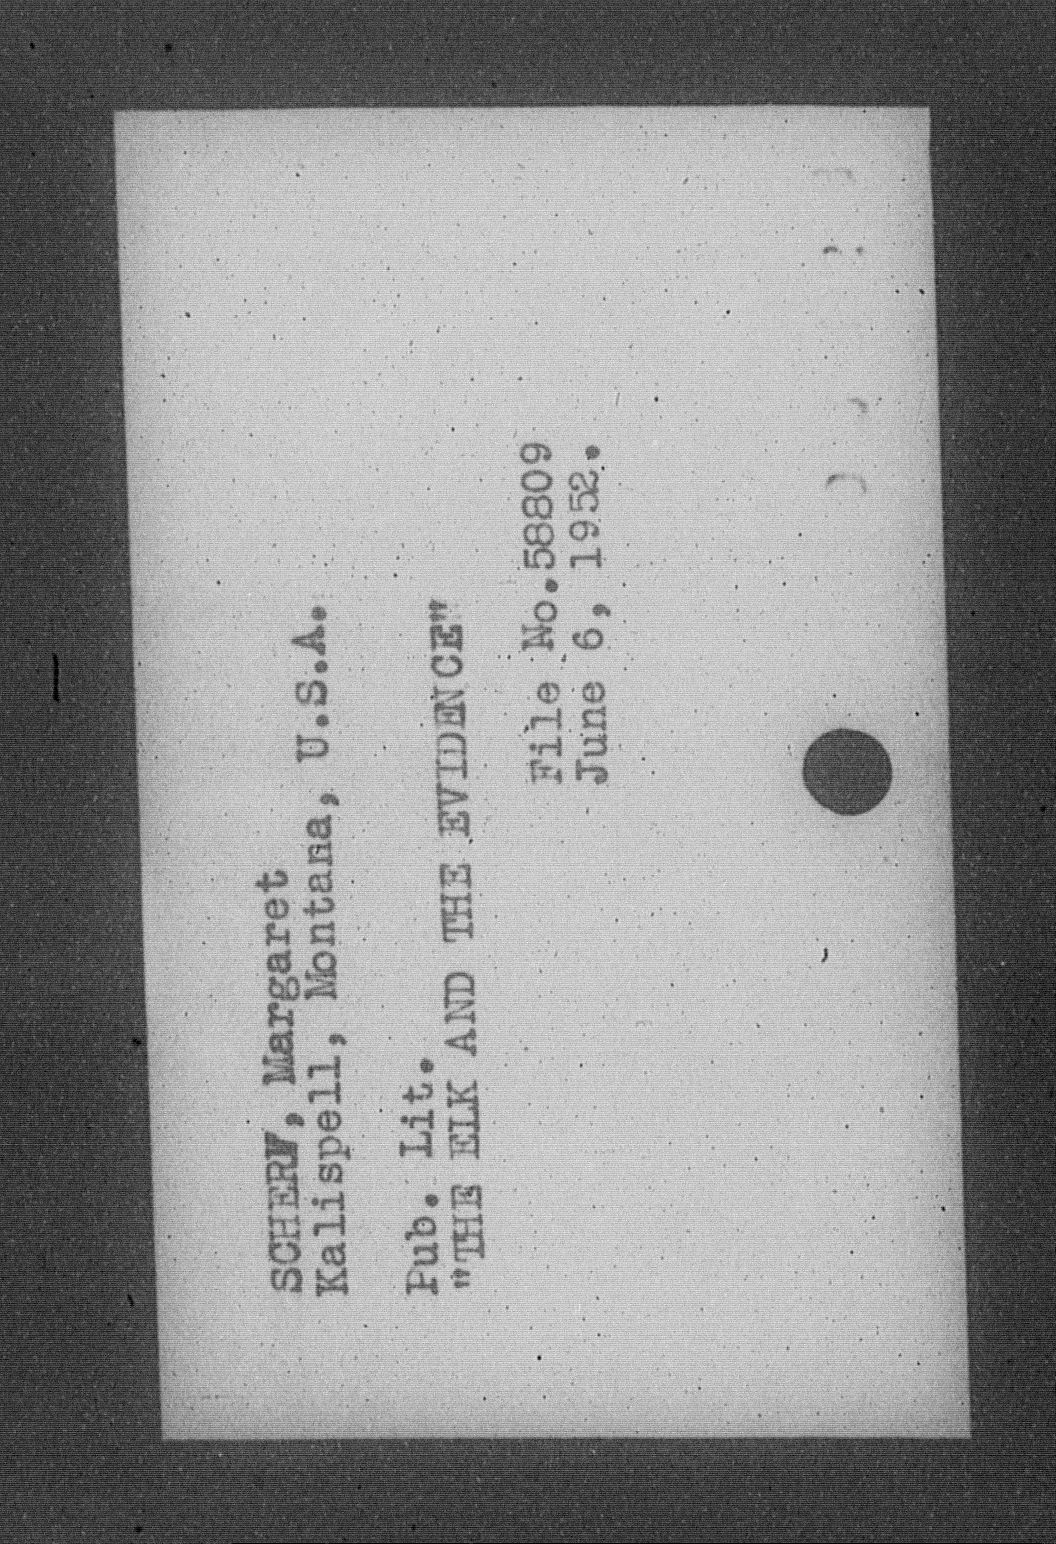 SCHERF, Margaret
Kalispell, Montana, U.S.A.
Pub. Lit.
"THE ELK AND THE EVIDENCE"
File No.58809
June 6, 1952.